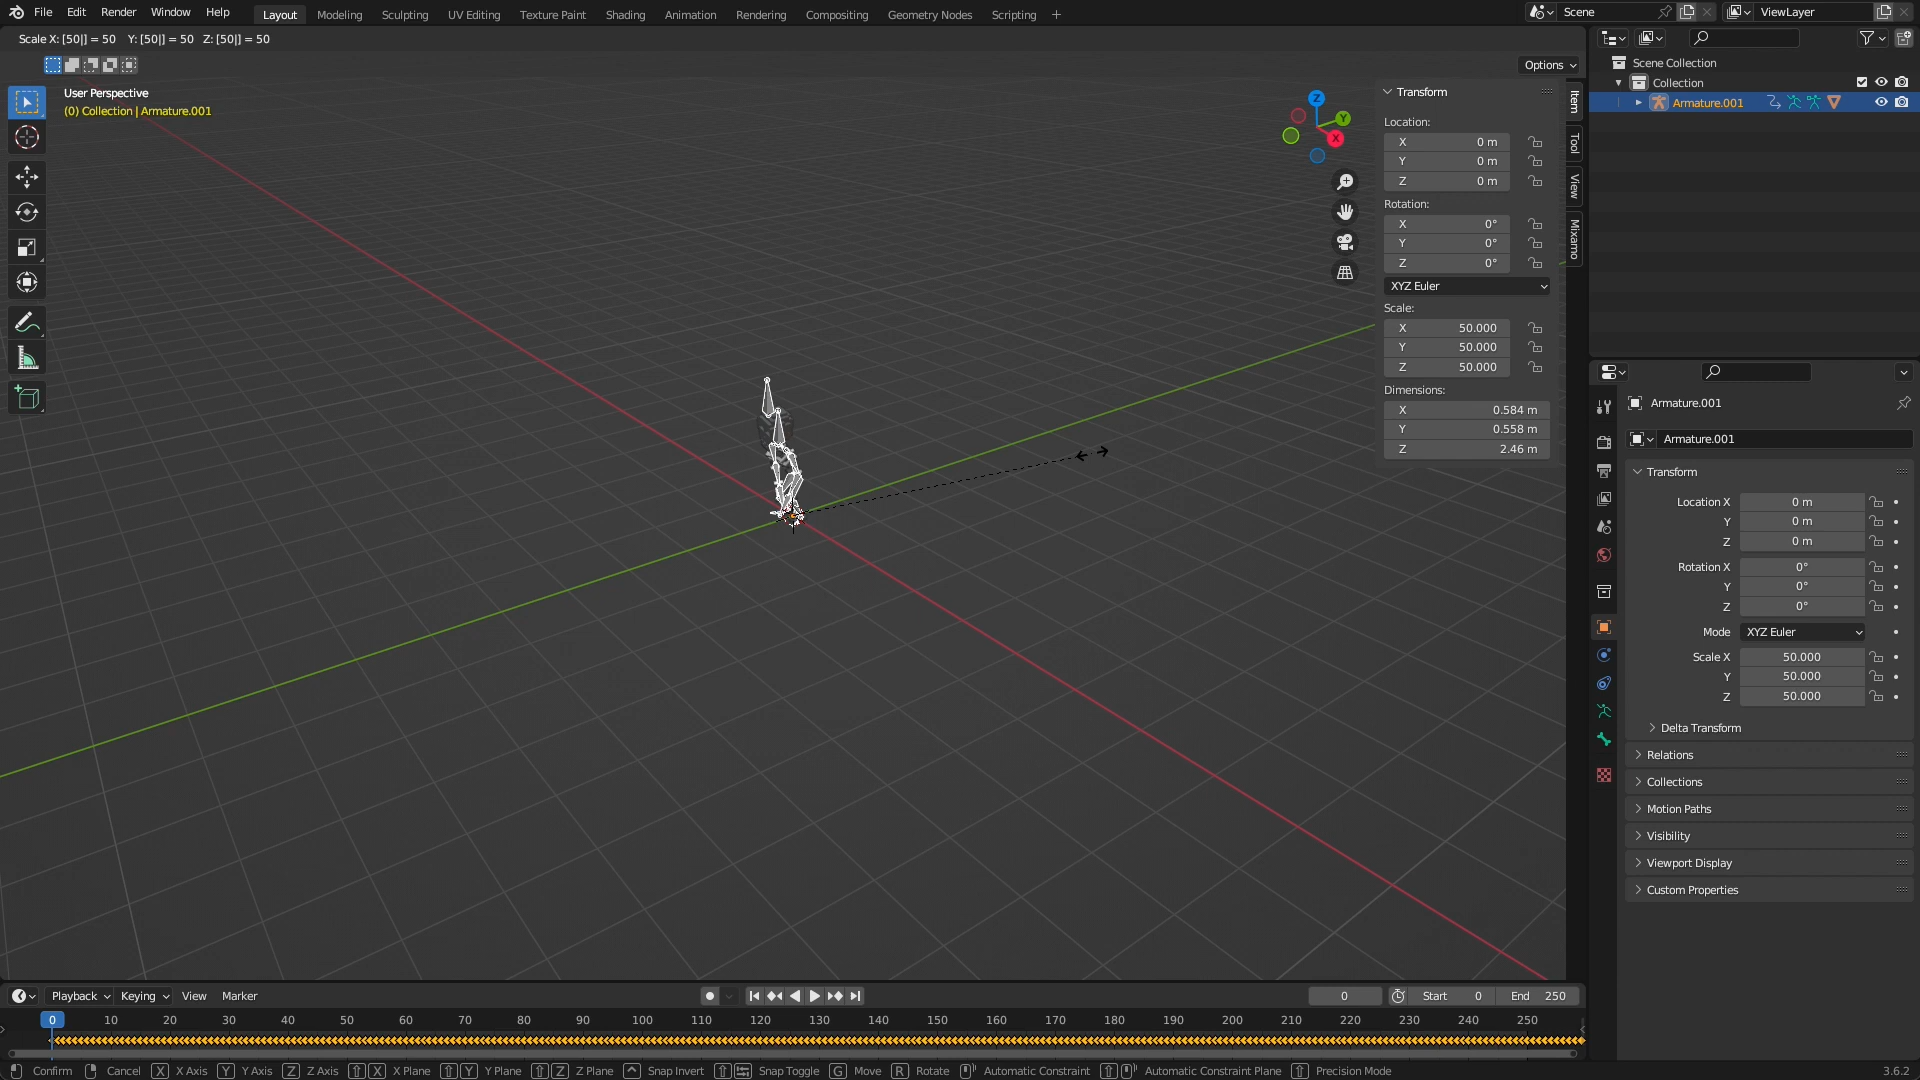 File Edit Render Window Help Layout Modeling Sculpting UV Editing Texture Paint Shading Animation Rendering Compositing Geometry Nodes Scripting Scene ViewLayer
Scale X: [50|] = 50 Y: [50|] = 50 Z: [50|] = 50
Options
User Perspective
(0) Collection | Armature.001
Z
Y
X
Transform
Location:
X 0 m
Y 0 m
Z 0 m
Rotation:
X 0°
Y 0°
Z 0°
XYZ Euler
Scale:
X 50.000
Y 50.000
Z 50.000
Dimensions:
X 0.584 m
Y 0.558 m
Z 2.46 m
Item
Tool
View
Mixamo
Scene Collection
Collection
Armature.001
Armature.001
Armature.001
Transform
Location X 0 m
Y 0 m
Z 0 m
Rotation X 0°
Y 0°
Z 0°
Mode XYZ Euler
Scale X 50.000
Y 50.000
Z 50.000
Delta Transform
Relations
Collections
Motion Paths
Visibility
Viewport Display
Custom Properties
Playback Keying View Marker 0 Start 0 End 250
0 10 20 30 40 50 60 70 80 90 100 110 120 130 140 150 160 170 180 190 200 210 220 230 240 250
Confirm Cancel X X Axis Y Y Axis Z Z Axis X X Plane Y Y Plane Z Z Plane Snap Invert Snap Toggle G Move R Rotate Automatic Constraint Automatic Constraint Plane Precision Mode 3.6.2